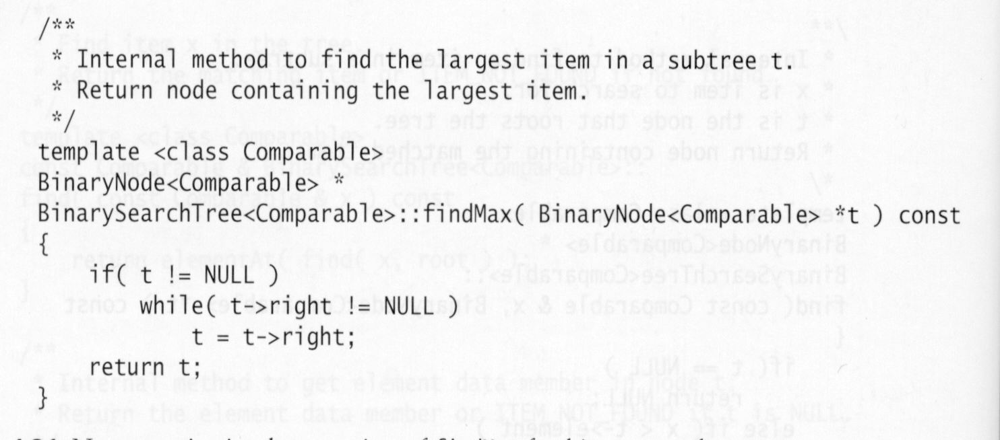 /**
 * Internal method to find the largest item in a subtree t.
 * Return node containing the largest item.
 */
template <class Comparable>
BinaryNode<Comparable> *
BinarySearchTree<Comparable>::findMax( BinaryNode<Comparable> *t ) const
{
    if( t != NULL )
        while( t->right != NULL )
            t = t->right;
    return t;
}